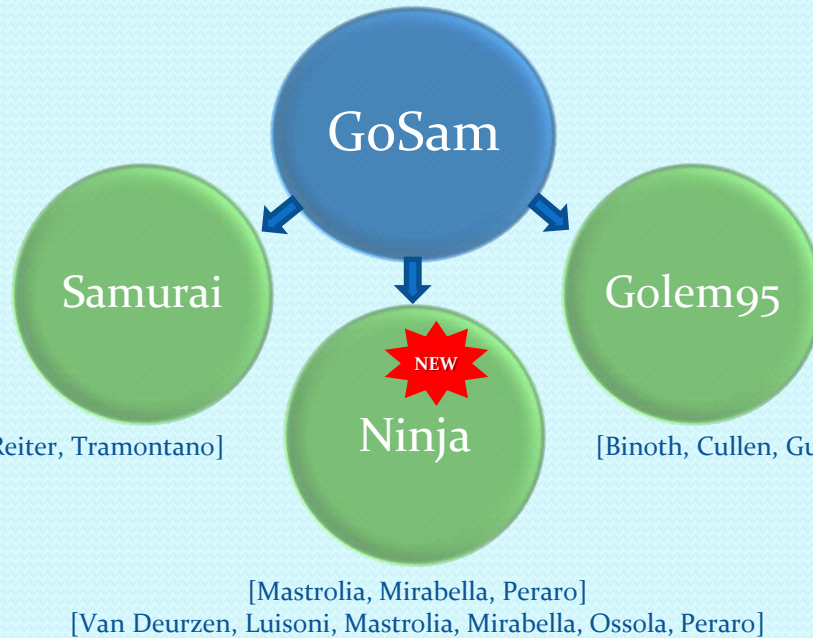 GoSam
Samurai
Golem95
NEW
Ninja
Reiter, Tramontano]
[Binoth, Cullen,
[Mastrolia, Mirabella, Peraro]
[Van Deurzen, Luisoni, Mastrolia, Mirabella, Ossola, Peraro]